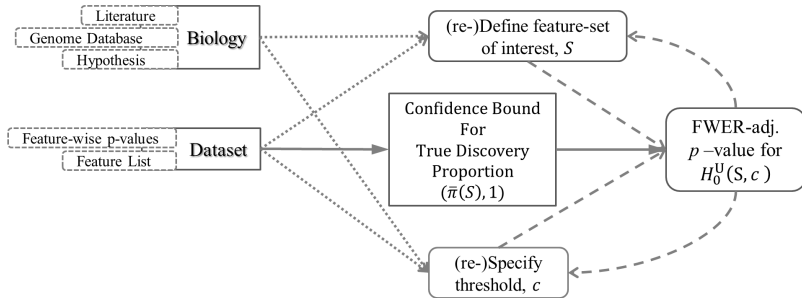 Literature
Genome Database
Hypothesis
Biology
(re-)Define feature-set
of interest, S
Feature-wise p-values
Feature List
Dataset
Confidence Bound
For
True Discovery
Proportion
(π̄(S), 1)
FWER-adj.
p –value for
H₀ᵁ(S, c )
(re-)Specify
threshold, c